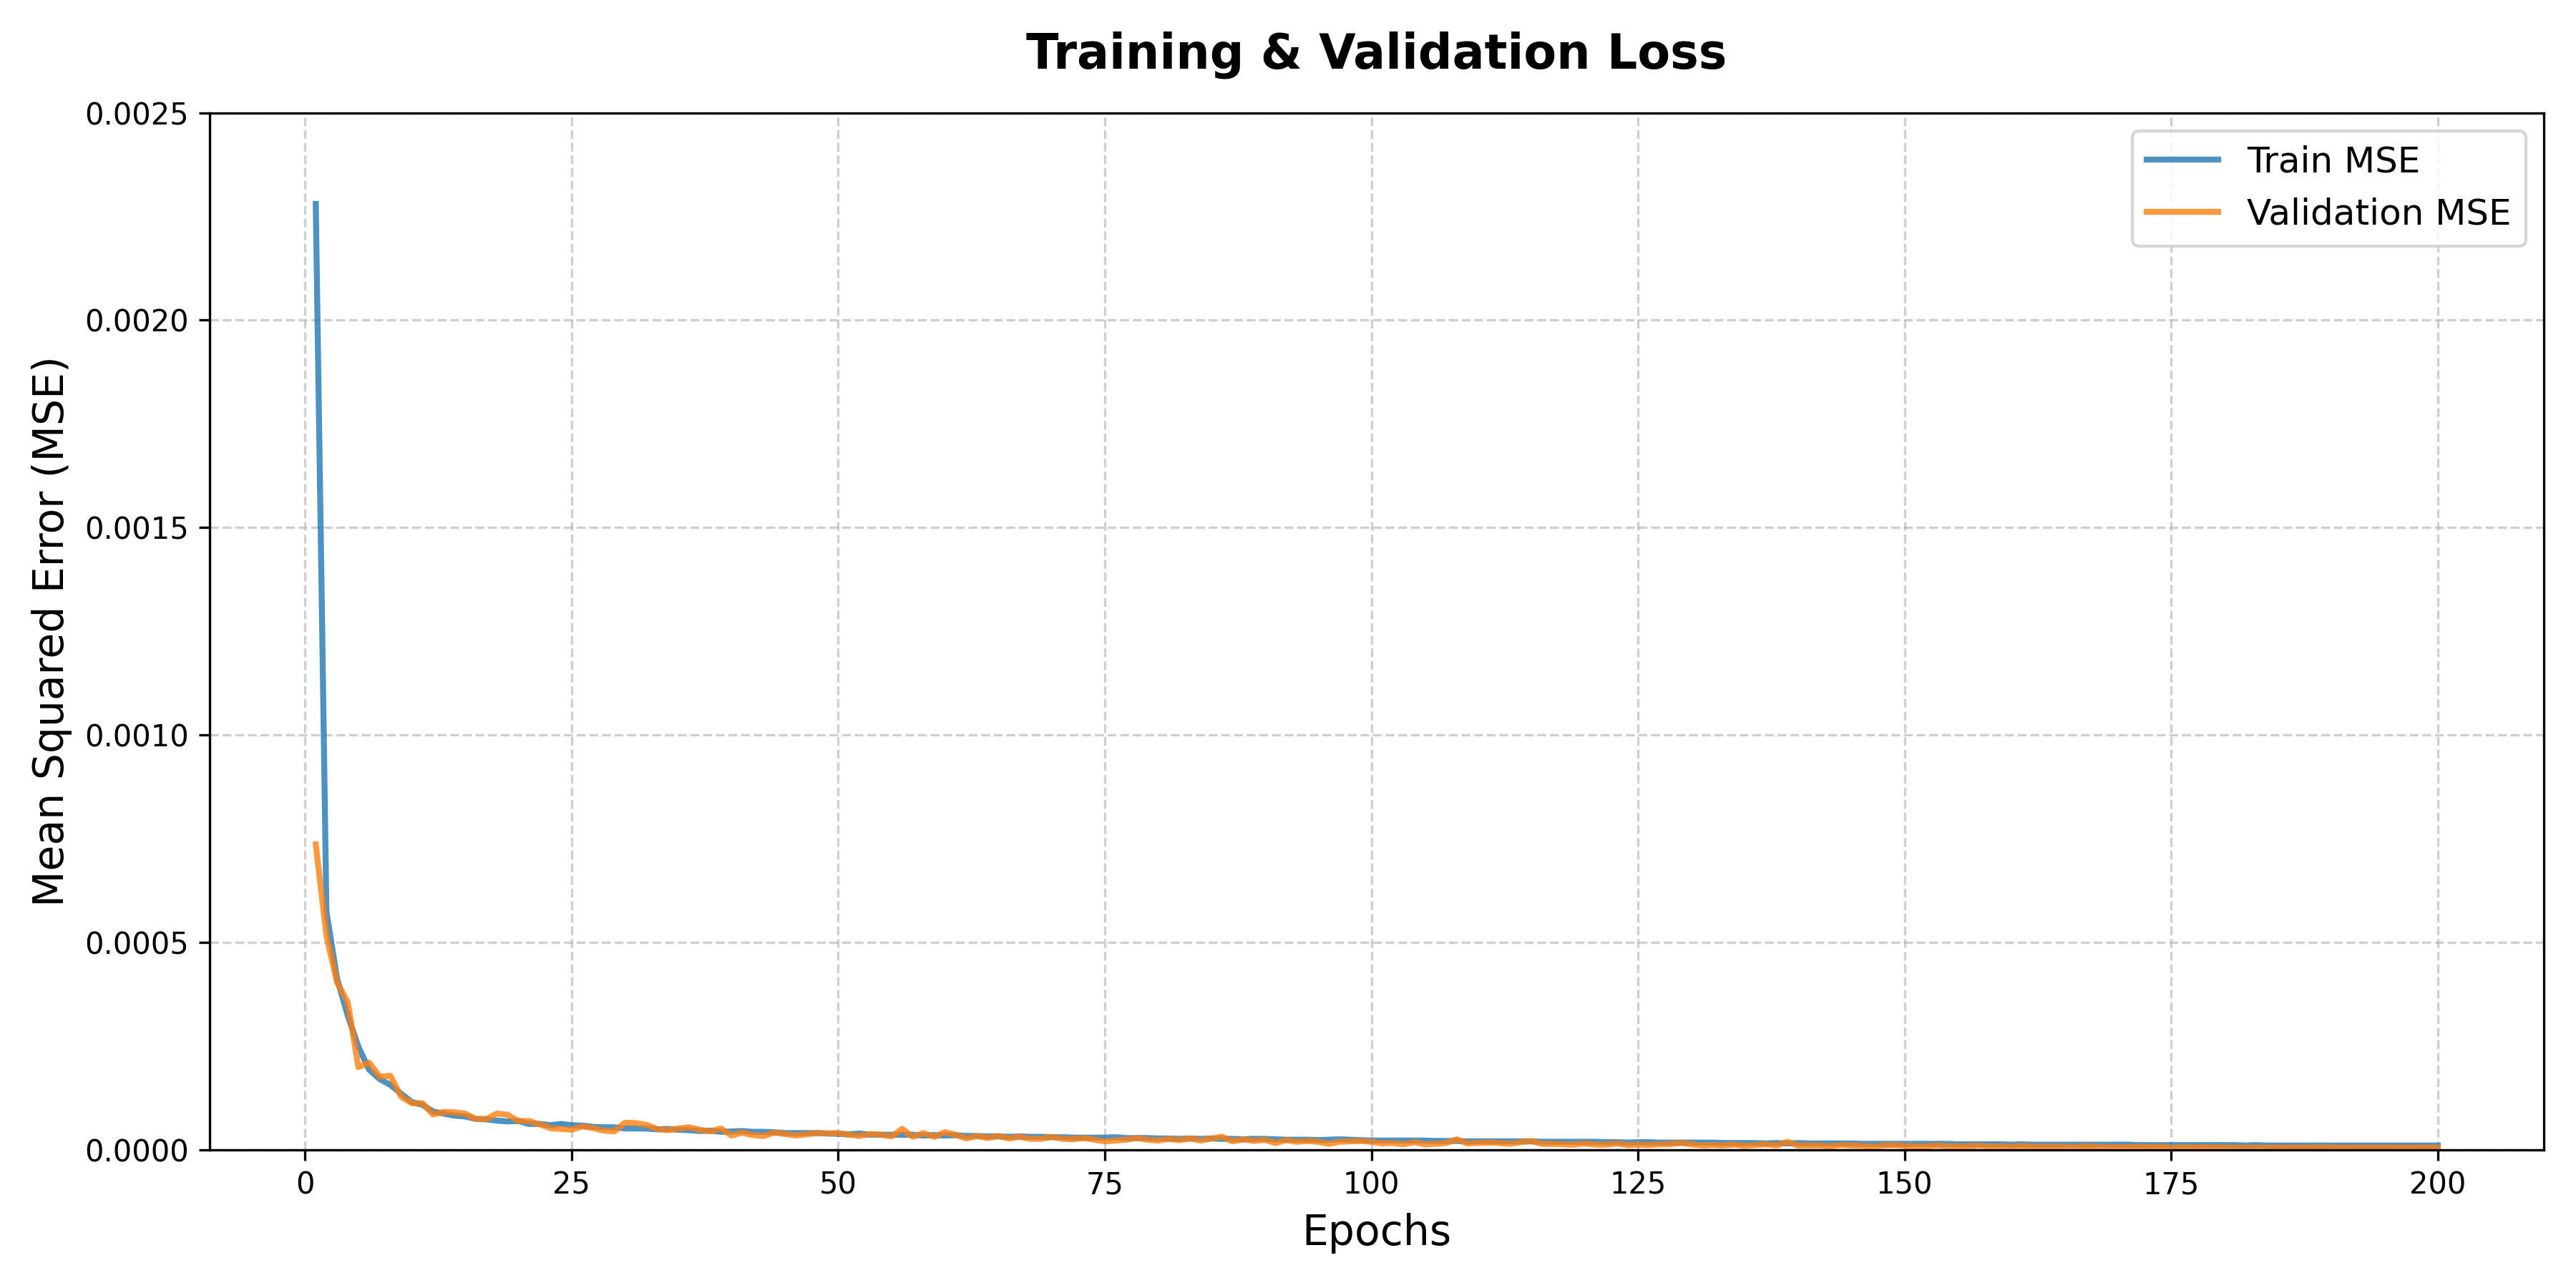 Training & Validation Loss
0.0025
0.0020
0.0015
0.0010
0.0005
0.0000
Mean Squared Error (MSE)
Train MSE
Validation MSE
0 25 50 75 100 125 150 175 200
Epochs